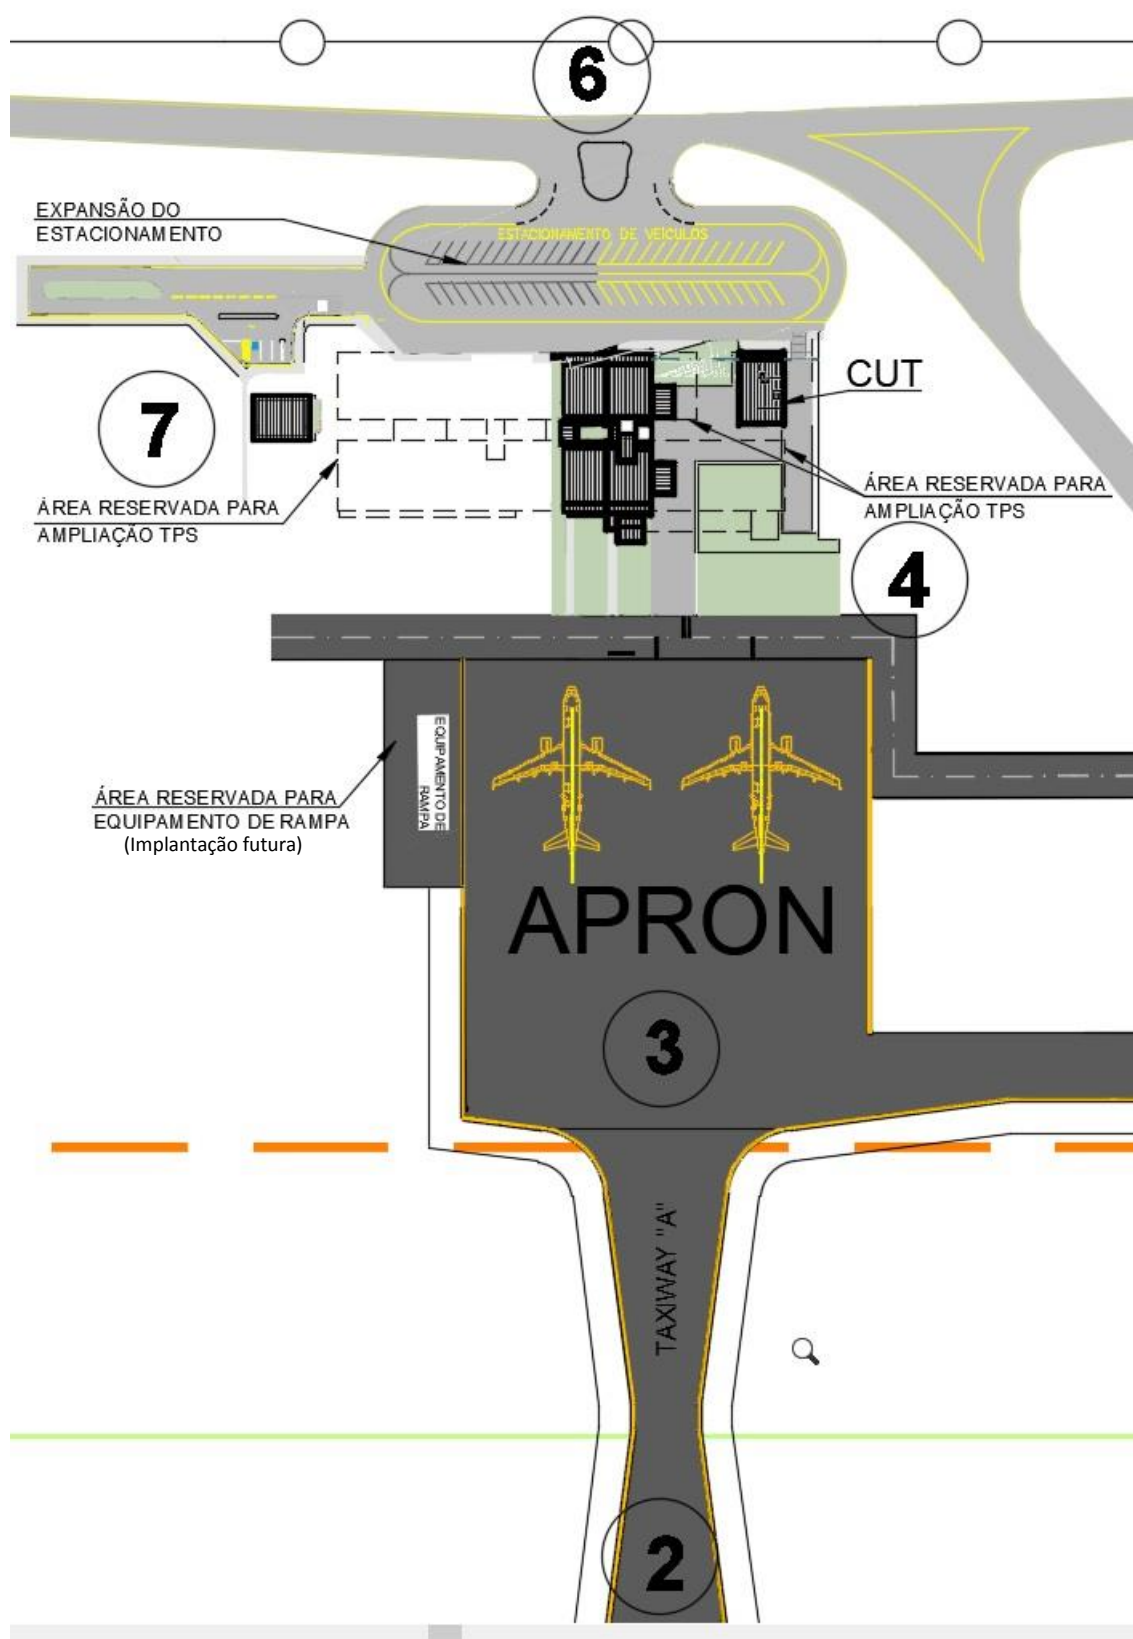 6
EXPANSÃO DO
ESTACIONAMENTO
ESTACIONAMENTO DE VEÍCULOS
CUT
7
ÁREA RESERVADA PARA
AMPLIAÇÃO TPS
ÁREA RESERVADA PARA
AMPLIAÇÃO TPS
4
EQUIPAMENTO DE
RAMPA
ÁREA RESERVADA PARA
EQUIPAMENTO DE RAMPA
(Implantação futura)
APRON
3
TAXIWAY "A"
2